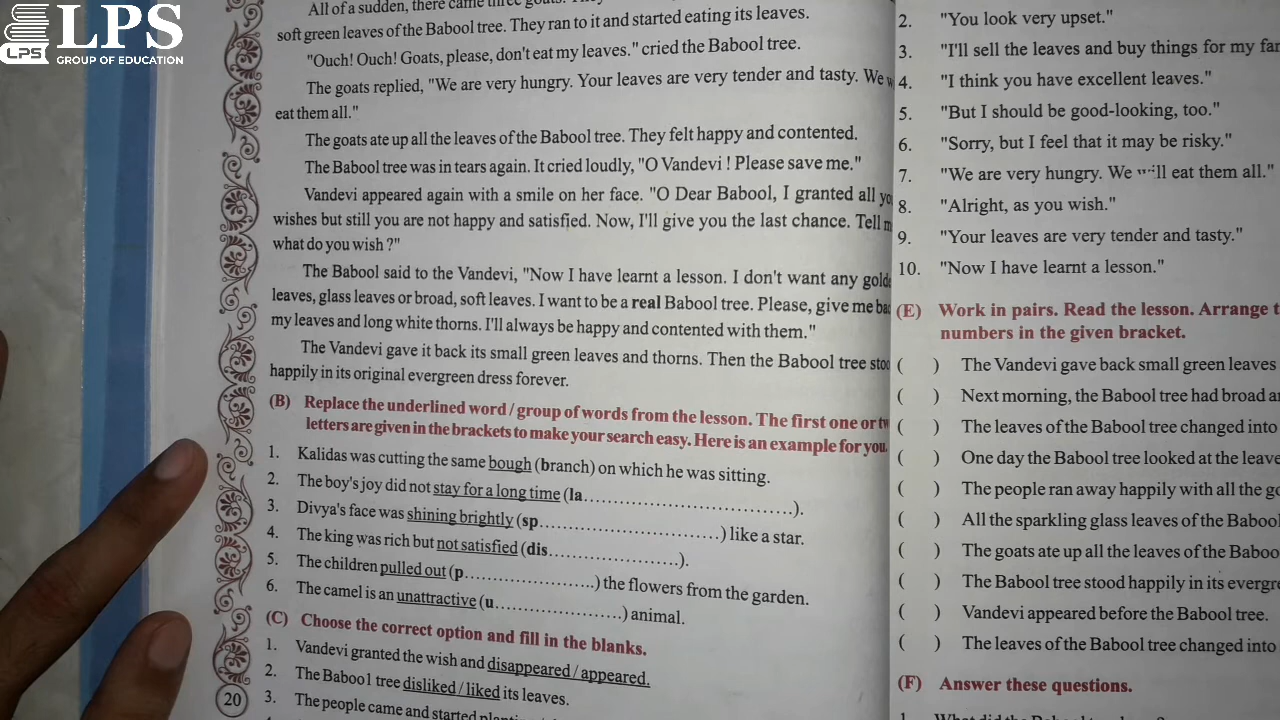 LPS
LPS
GROUP OF EDUCATION
All of a sudden, there came three goats.
soft green leaves of the Babool tree. They ran to it and started eating its leaves.
"Ouch! Ouch! Goats, please, don't eat my leaves." cried the Babool tree.
The goats replied, "We are very hungry. Your leaves are very tender and tasty. We
eat them all."
The goats ate up all the leaves of the Babool tree. They felt happy and contented.
The Babool tree was in tears again. It cried loudly, "O Vandevi ! Please save me."
Vandevi appeared again with a smile on her face. "O Dear Babool, I granted all yo
wishes but still you are not happy and satisfied. Now, I'll give you the last chance. Tell m
what do you wish ?"
The Babool said to the Vandevi, "Now I have learnt a lesson. I don't want any gold
leaves, glass leaves or broad, soft leaves. I want to be a real Babool tree. Please, give me bac
my leaves and long white thorns. I'll always be happy and contented with them."
The Vandevi gave it back its small green leaves and thorns. Then the Babool tree stoo
happily in its original evergreen dress forever.
(B) Replace the underlined word / group of words from the lesson. The first one or tw
letters are given in the brackets to make your search easy. Here is an example for you.
1. Kalidas was cutting the same bough (branch) on which he was sitting.
2. The boy's joy did not stay for a long time (la..............................).
3. Divya's face was shining brightly (sp..............................) like a star.
4. The king was rich but not satisfied (dis......................).
5. The children pulled out (p......................) the flowers from the garden.
6. The camel is an unattractive (u......................) animal.
(C) Choose the correct option and fill in the blanks.
1. Vandevi granted the wish and disappeared / appeared.
2. The Babool tree disliked / liked its leaves.
3. The people came and started
20
2. "You look very upset."
3. "I'll sell the leaves and buy things for my fam
4. "I think you have excellent leaves."
5. "But I should be good-looking, too."
6. "Sorry, but I feel that it may be risky."
7. "We are very hungry. We will eat them all."
8. "Alright, as you wish."
9. "Your leaves are very tender and tasty."
10. "Now I have learnt a lesson."
(E) Work in pairs. Read the lesson. Arrange t
numbers in the given bracket.
( ) The Vandevi gave back small green leaves
( ) Next morning, the Babool tree had broad a
( ) The leaves of the Babool tree changed into
( ) One day the Babool tree looked at the leave
( ) The people ran away happily with all the go
( ) All the sparkling glass leaves of the Babool
( ) The goats ate up all the leaves of the Baboo
( ) The Babool tree stood happily in its evergre
( ) Vandevi appeared before the Babool tree.
( ) The leaves of the Babool tree changed into
(F) Answer these questions.